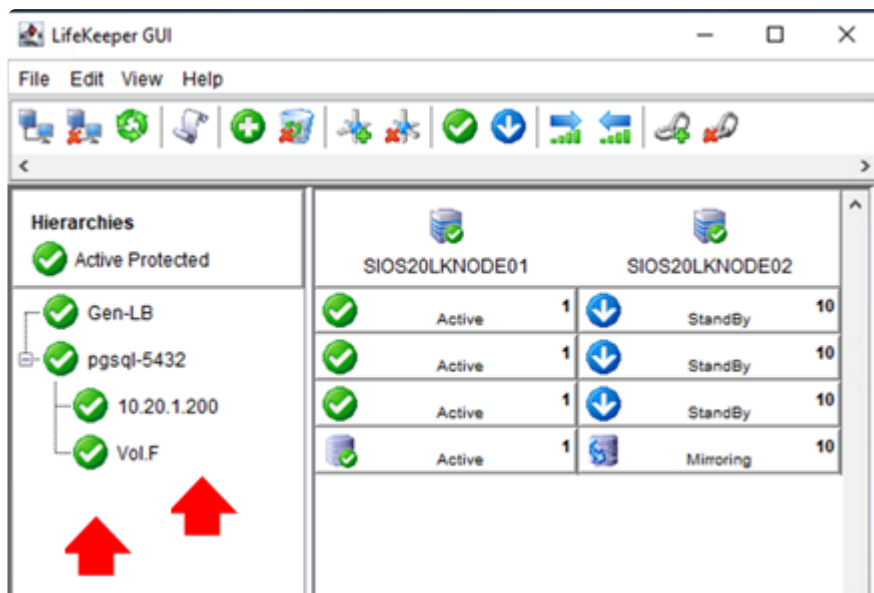 LifeKeeper GUI
File Edit View Help
Hierarchies
Active Protected
SIOS20LKNODE01 SIOS20LKNODE02
Gen-LB Active 1 StandBy 10
pgsql-5432 Active 1 StandBy 10
10.20.1.200 Active 1 StandBy 10
Vol.F Active 1 Mirroring 10